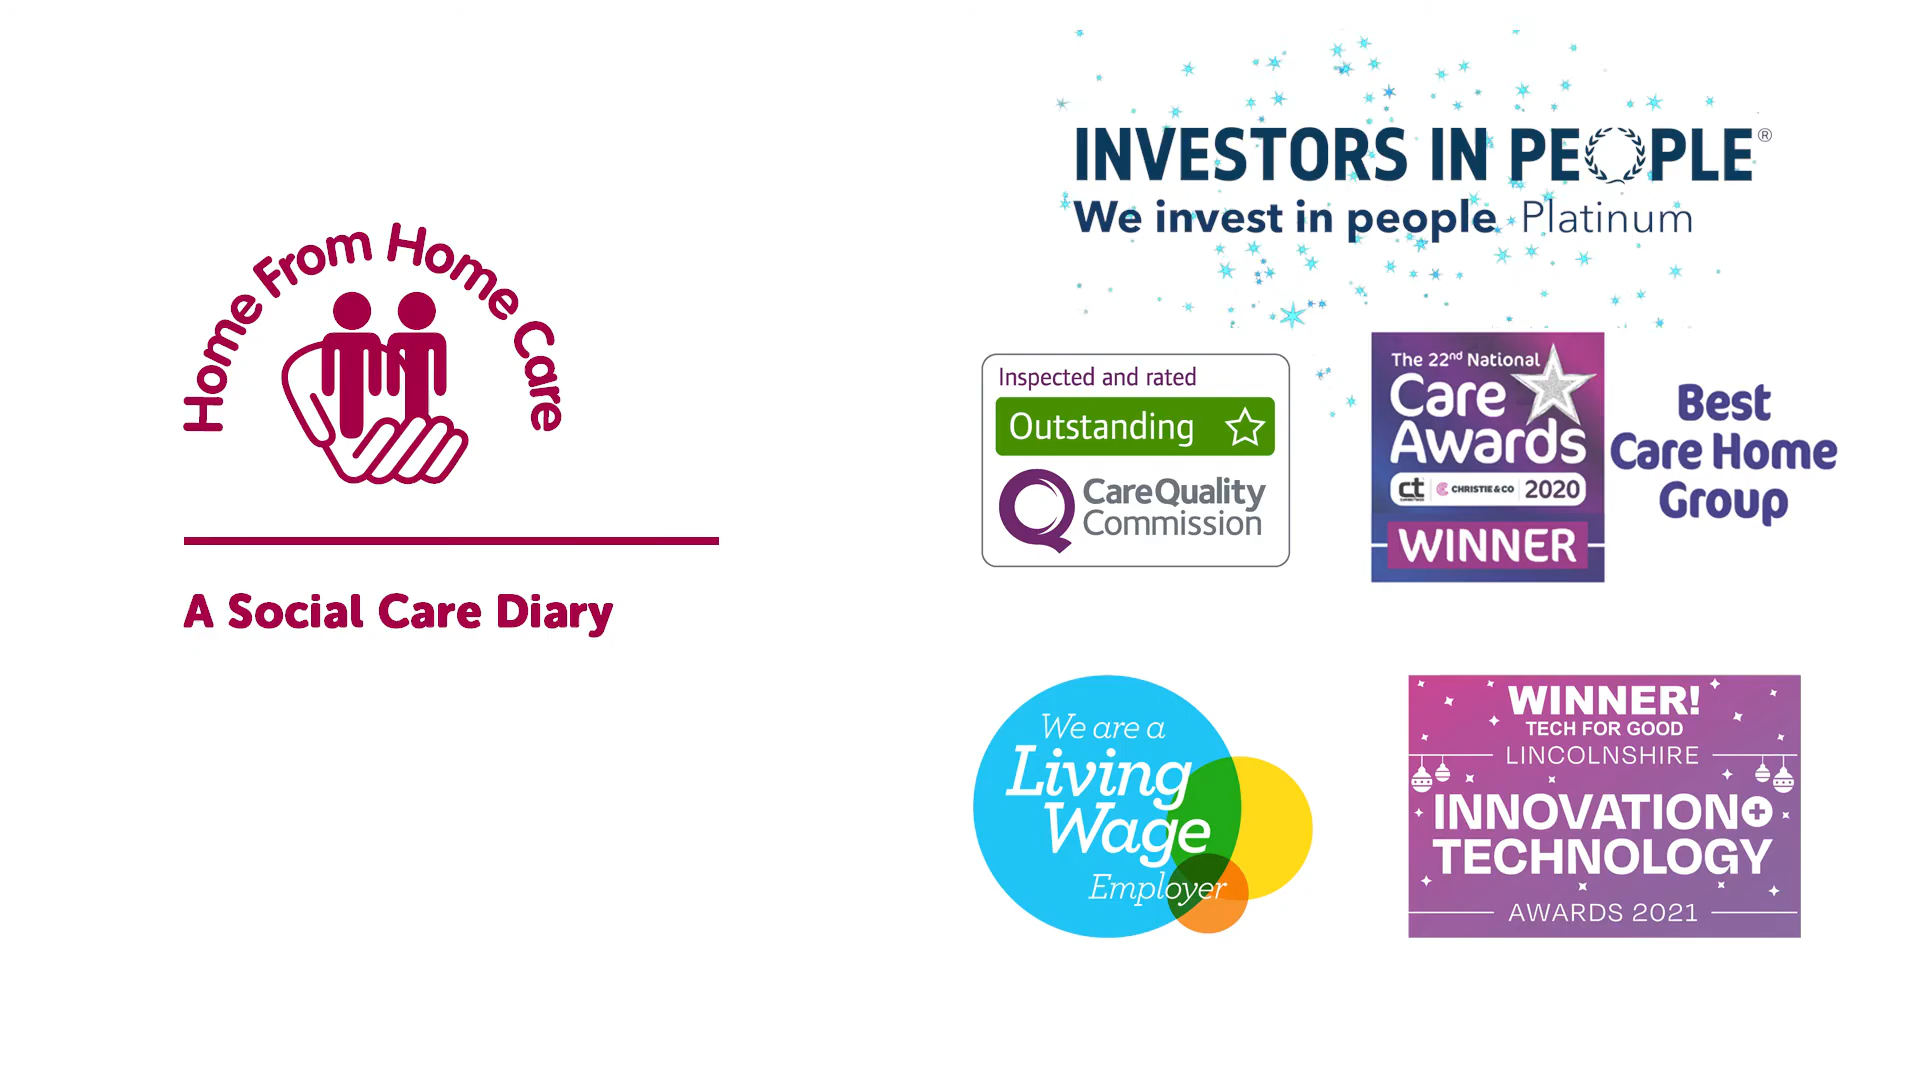 Home From Home Care
A Social Care Diary
INVESTORS IN PEOPLE®
We invest in people Platinum
Inspected and rated
Outstanding
CareQuality
Commission
The 22nd National
Care
Awards
ct CHRISTIE & CO 2020
WINNER
Best
Care Home
Group
We are a
Living
Wage
Employer
WINNER!
TECH FOR GOOD
LINCOLNSHIRE
INNOVATION+
TECHNOLOGY
AWARDS 2021